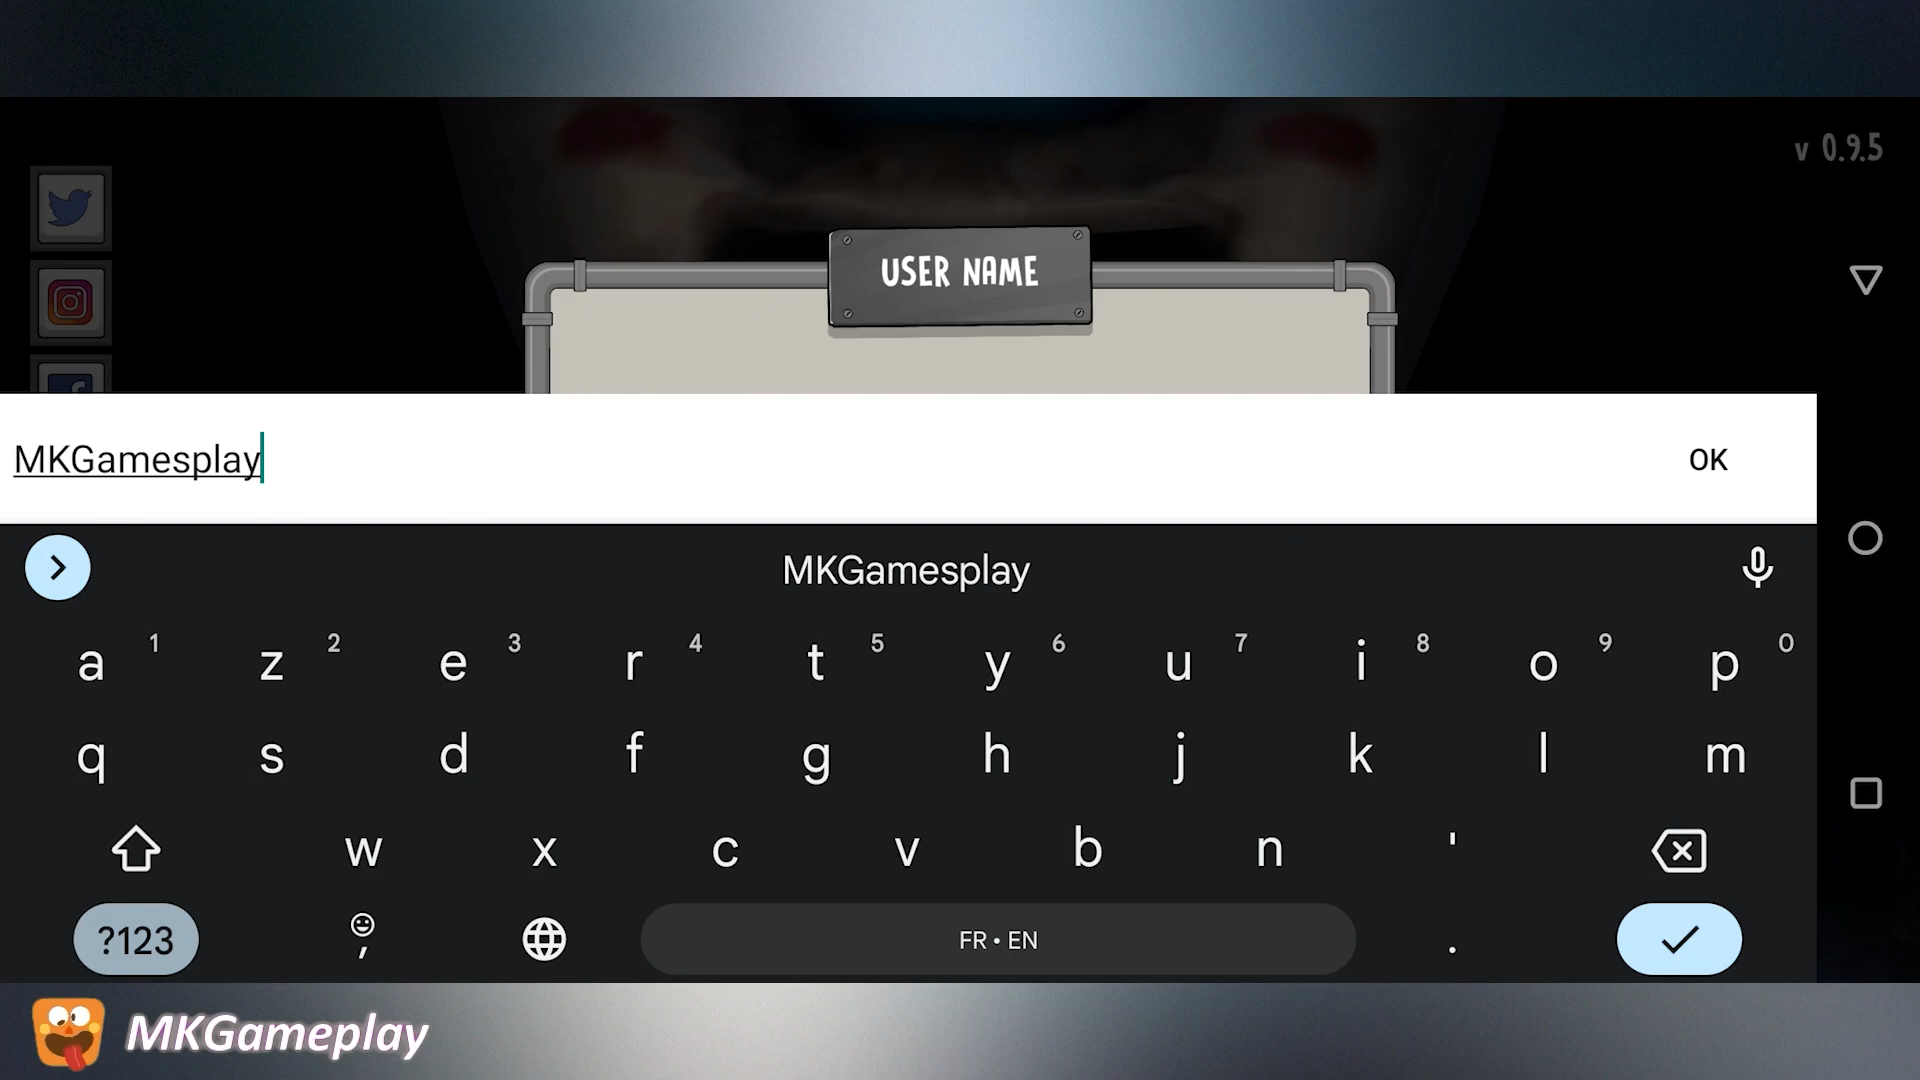 v 0.9.5
USER NAME
MKGamesplay
OK
MKGamesplay
a 1 z 2 e 3 r 4 t 5 y 6 u 7 i 8 o 9 p 0
q s d f g h j k l m
w x c v b n '
?123 , FR • EN .
MKGameplay